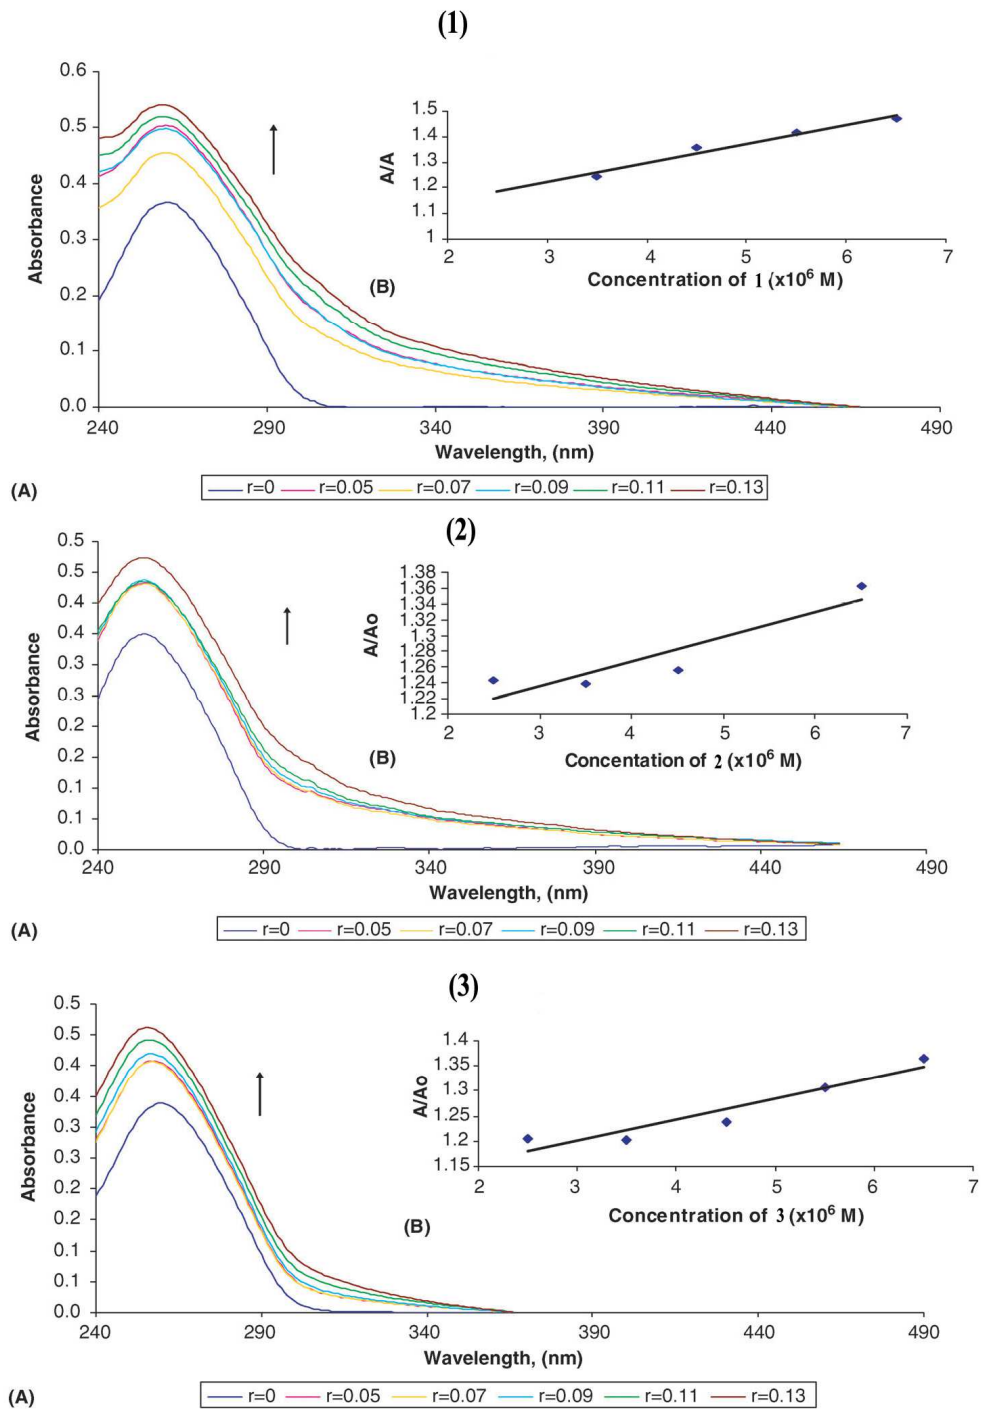 (1)
0.6
0.5
0.4
0.3
0.2
0.1
0.0
Absorbance
240 290 340 390 440 490
Wavelength, (nm)
1.5
1.4
1.3
1.2
1.1
1
A/A
2 3 4 5 6 7
Concentration of 1 (x10⁶ M)
(B)
(A)
r=0 r=0.05 r=0.07 r=0.09 r=0.11 r=0.13
(2)
0.5
0.5
0.4
0.4
0.3
0.3
0.2
0.2
0.1
0.1
0.0
Absorbance
240 290 340 390 440 490
Wavelength, (nm)
1.38
1.36
1.34
1.32
1.3
1.28
1.26
1.24
1.22
1.2
A/Ao
2 3 4 5 6 7
Concentation of 2 (x10⁶ M)
(B)
(A)
r=0 r=0.05 r=0.07 r=0.09 r=0.11 r=0.13
(3)
0.5
0.5
0.4
0.4
0.3
0.3
0.2
0.2
0.1
0.1
0.0
Absorbance
240 290 340 390 440 490
Wavelength, (nm)
1.4
1.35
1.3
1.25
1.2
1.15
A/Ao
2 3 4 5 6 7
Concentration of 3 (x10⁶ M)
(B)
(A)
r=0 r=0.05 r=0.07 r=0.09 r=0.11 r=0.13